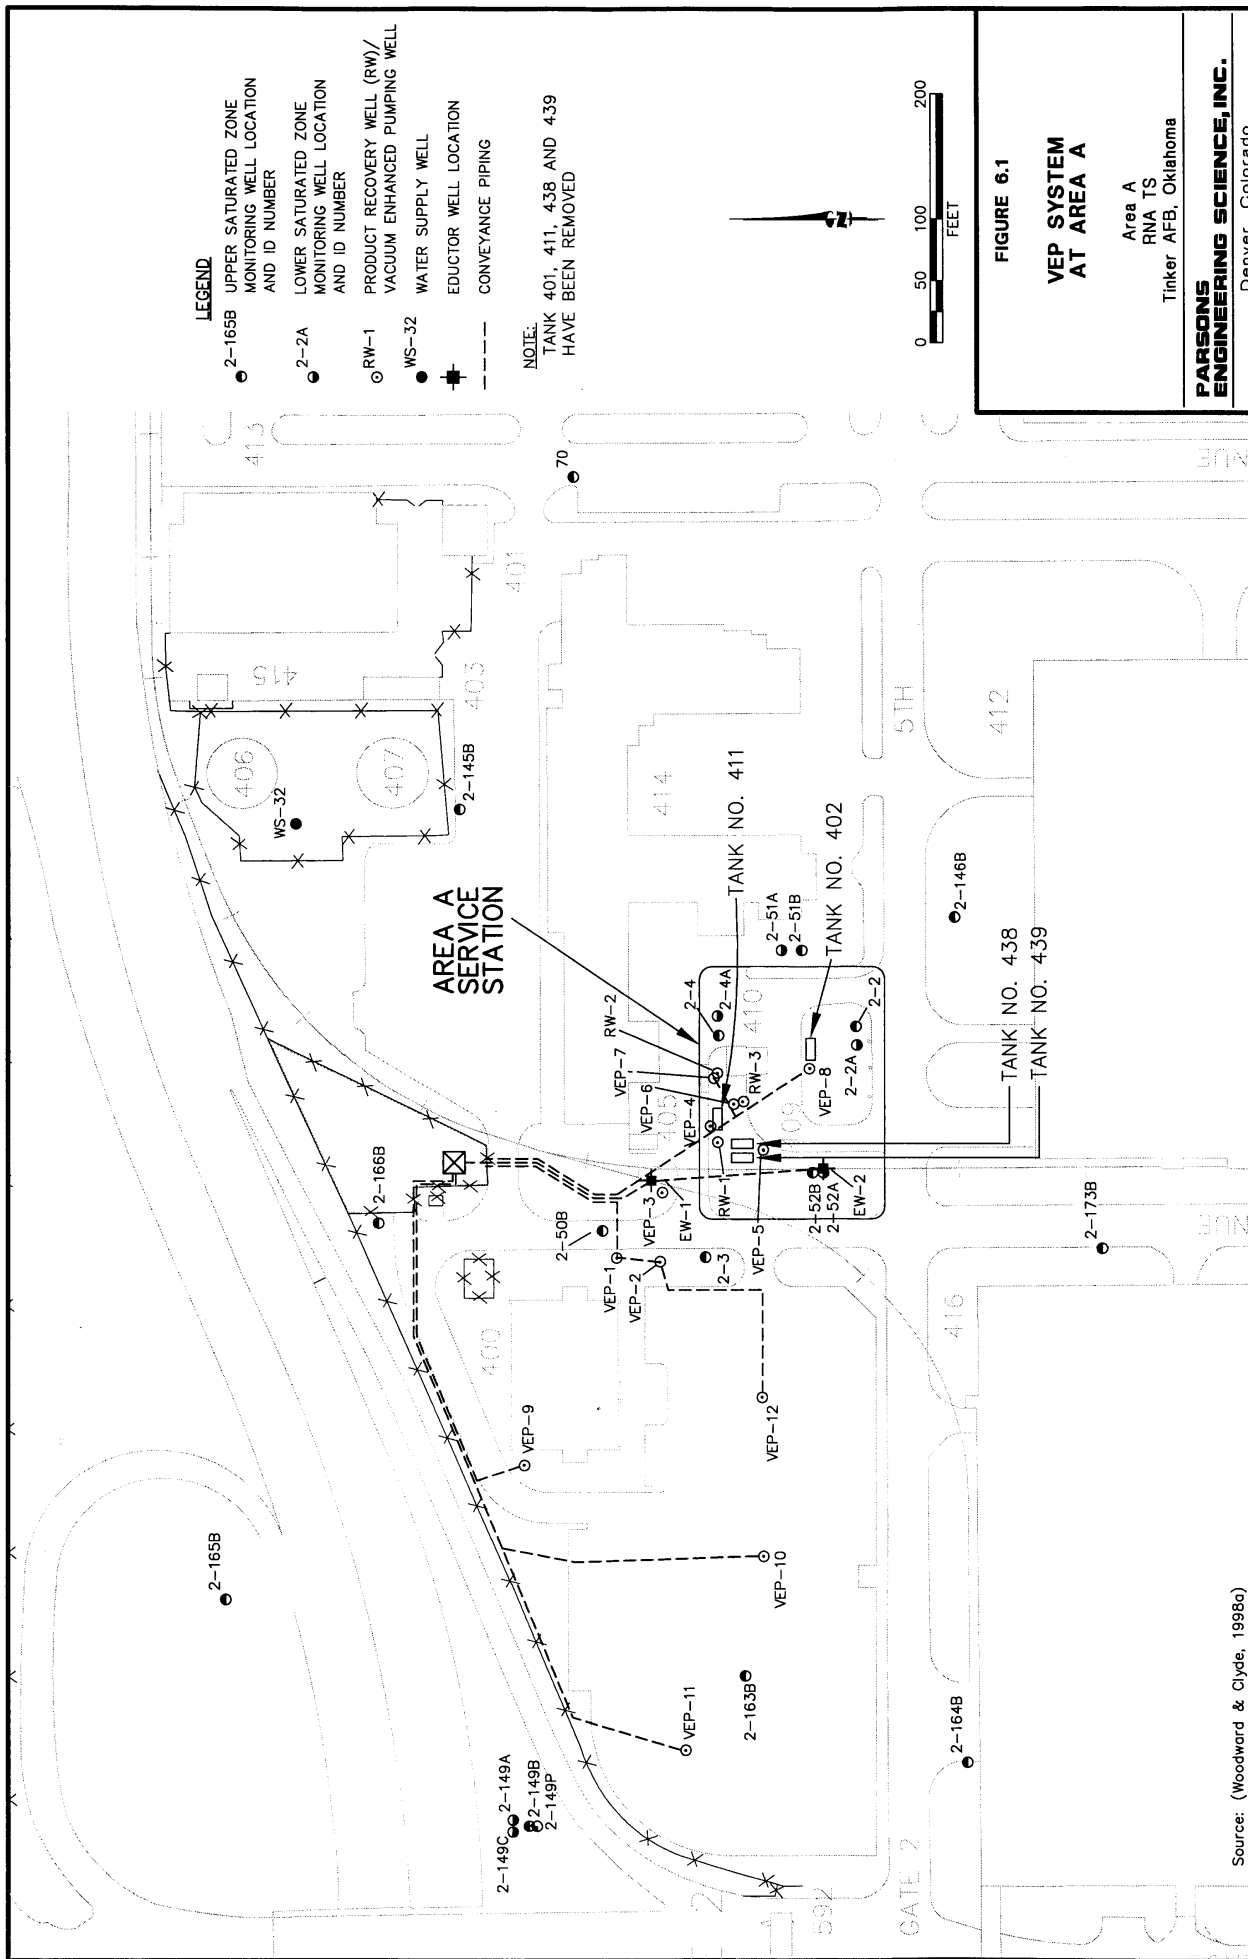 LEGEND
2-165B UPPER SATURATED ZONE
MONITORING WELL LOCATION
AND ID NUMBER
2-2A LOWER SATURATED ZONE
MONITORING WELL LOCATION
AND ID NUMBER
RW-1 PRODUCT RECOVERY WELL (RW)/
VACUUM ENHANCED PUMPING WELL
WS-32 WATER SUPPLY WELL
EDUCTOR WELL LOCATION
CONVEYANCE PIPING
NOTE:
TANK 401, 411, 438 AND 439
HAVE BEEN REMOVED
0 50 100 200
FEET
FIGURE 6.1
VEP SYSTEM
AT AREA A
Area A
RNA TS
Tinker AFB, Oklahoma
PARSONS
ENGINEERING SCIENCE, INC.
Denver, Colorado
413
70
401
415
403
406
407
WS-32
2-145B
414
5TH
412
AREA A
SERVICE
STATION
TANK NO. 411
TANK NO. 402
2-51A
2-51B
2-146B
TANK NO. 438
TANK NO. 439
RW-2
VEP-7
VEP-6
VEP-4
2-4
2-4A
410
RW-3
405
VEP-8
2-2A
2-2
RW-1
VEP-5
2-52B
2-52A
EW-2
EW-1
VEP-3
2-166B
2-50B
VEP-1
VEP-2
2-3
2-173B
416
400
VEP-9
VEP-12
VEP-10
2-165B
VEP-11
2-163B
2-164B
2-149A
2-149C
2-149B
2-149P
592
GATE 2
Source: (Woodward & Clyde, 1998a)